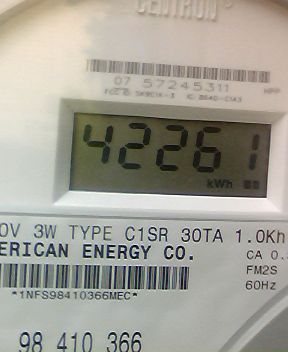 CENTRON
07 57245311
42261
kWh
0V 3W TYPE C1SR 30TA 1.0Kh
ERICAN ENERGY CO.
CA 0.
FM2S
*1NFS98410366MEC*
60Hz
98 410 366